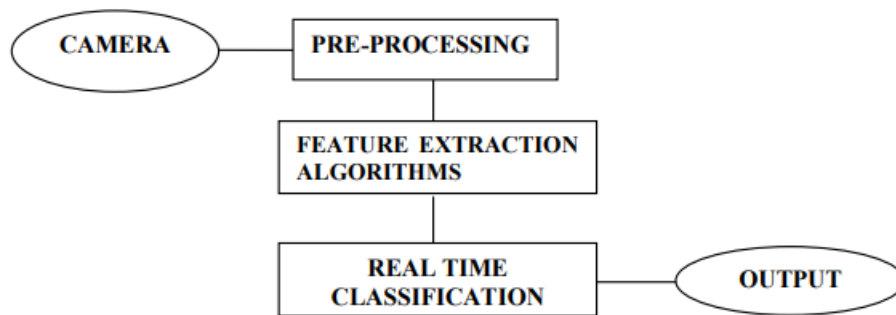 CAMERA
PRE-PROCESSING
FEATURE EXTRACTION
ALGORITHMS
REAL TIME
CLASSIFICATION
OUTPUT